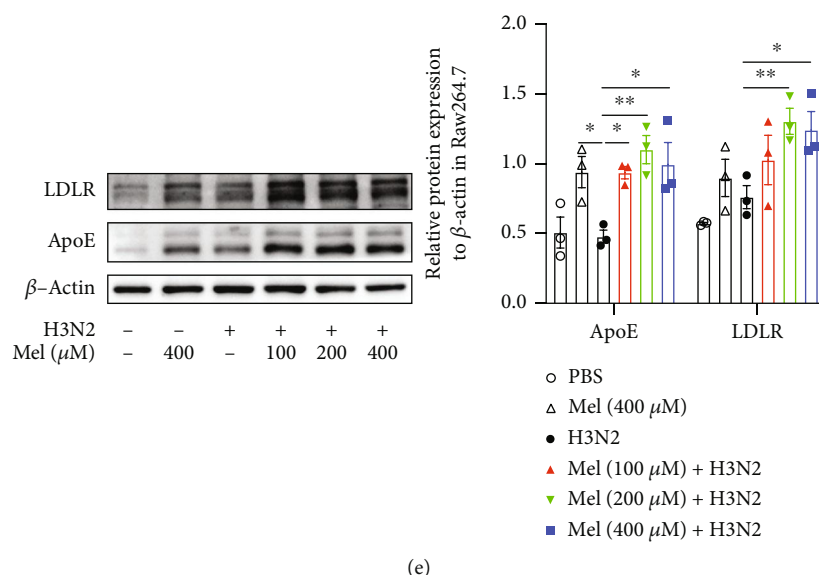 LDLR
ApoE
β–Actin
H3N2 – – + + + +
Mel (μM) – 400 – 100 200 400
Relative protein expression
to β-actin in Raw264.7
2.0
1.5
1.0
0.5
0.0
* * ** *
** *
ApoE LDLR
PBS
Mel (400 μM)
H3N2
Mel (100 μM) + H3N2
Mel (200 μM) + H3N2
Mel (400 μM) + H3N2
(e)